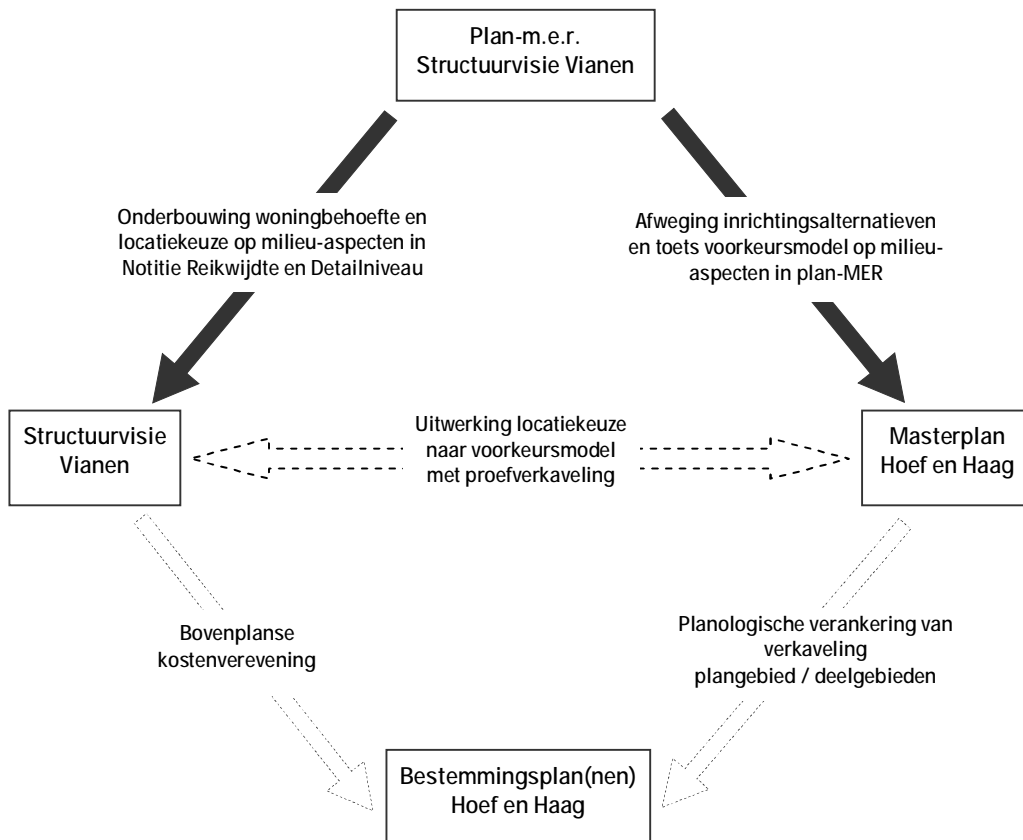 Plan-m.e.r.
Structuurvisie Vianen
Onderbouwing woningbehoefte en
locatiekeuze op milieu-aspecten in
Notitie Reikwijdte en Detailniveau
Afweging inrichtingsalternatieven
en toets voorkeursmodel op milieu-
aspecten in plan-MER
Structuurvisie
Vianen
Uitwerking locatiekeuze
naar voorkeursmodel
met proefverkaveling
Masterplan
Hoef en Haag
Bovenplanse
kostenverevening
Planologische verankering van
verkaveling
plangebied / deelgebieden
Bestemmingsplan(nen)
Hoef en Haag